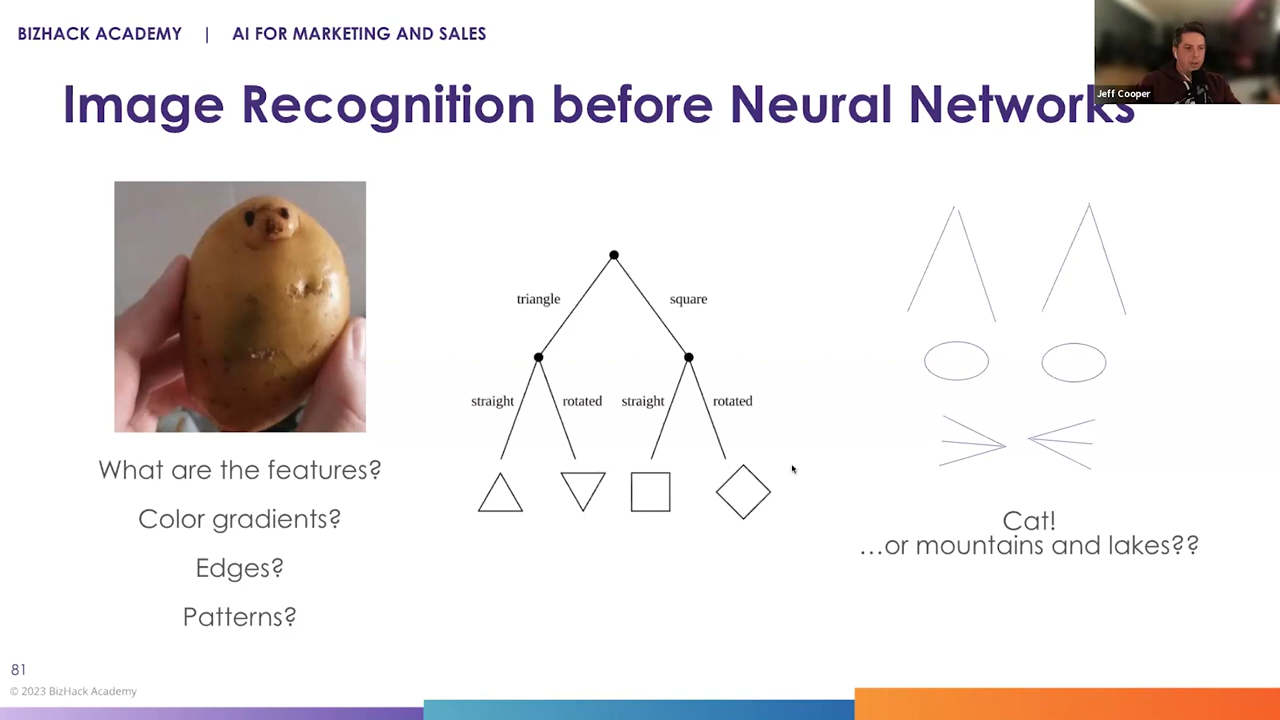 BIZHACK ACADEMY | AI FOR MARKETING AND SALES
Jeff Cooper
Image Recognition before Neural Networks
triangle square
straight rotated straight rotated
What are the features?
Color gradients?
Edges?
Patterns?
Cat!
...or mountains and lakes??
81
© 2023 BizHack Academy